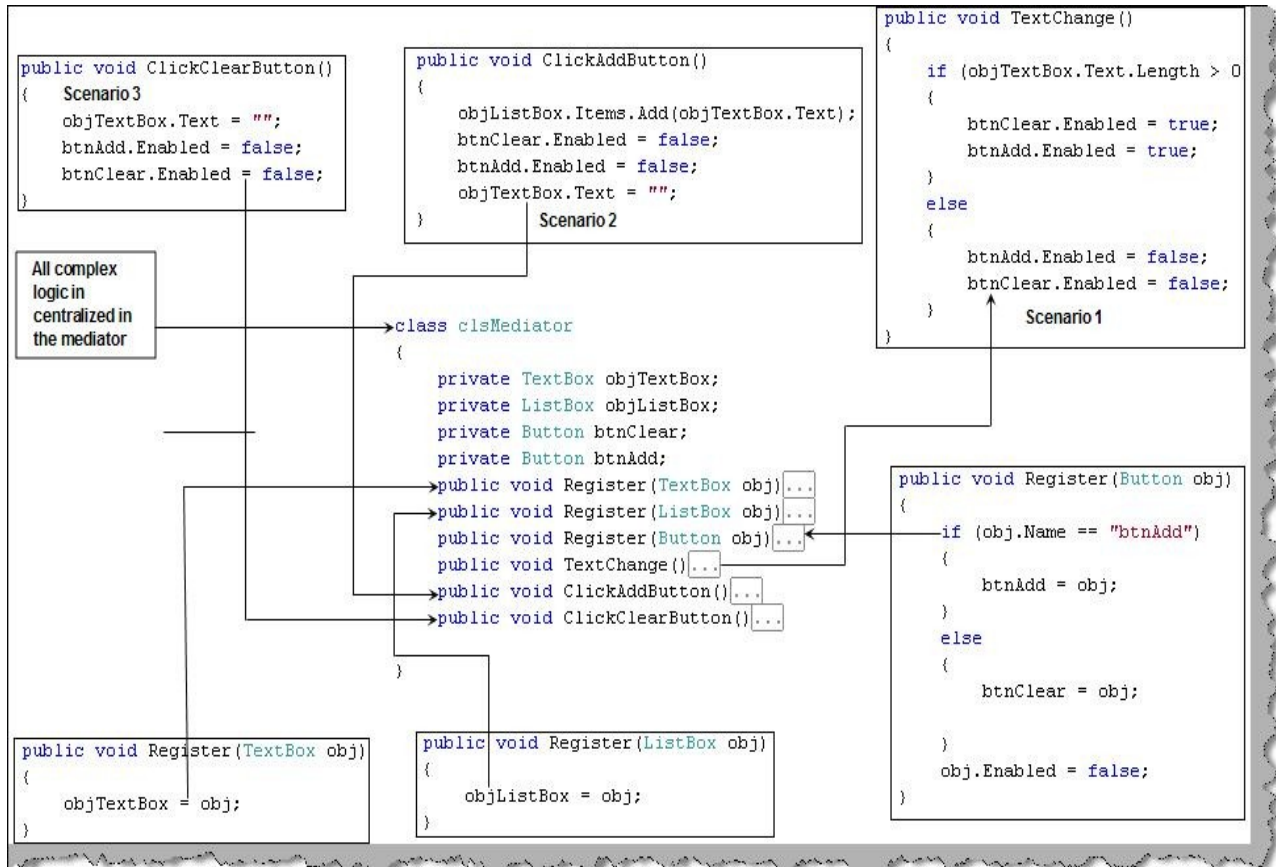 public void ClickClearButton()
{ Scenario 3
objTextBox.Text = "";
btnAdd.Enabled = false;
btnClear.Enabled = false;
}
public void ClickAddButton()
{
objListBox.Items.Add(objTextBox.Text);
btnClear.Enabled = false;
btnAdd.Enabled = false;
objTextBox.Text = "";
} Scenario 2
public void TextChange()
{
if (objTextBox.Text.Length > 0
{
btnClear.Enabled = true;
btnAdd.Enabled = true;
}
else
{
btnAdd.Enabled = false;
btnClear.Enabled = false;
}
Scenario 1
}
All complex
logic in
centralized in
the mediator
class clsMediator
{
private TextBox objTextBox;
private ListBox objListBox;
private Button btnClear;
private Button btnAdd;
public void Register(TextBox obj)...
public void Register(ListBox obj)...
public void Register(Button obj)...
public void TextChange()...
public void ClickAddButton()...
public void ClickClearButton()...
}
public void Register(Button obj)
{
if (obj.Name == "btnAdd")
{
btnAdd = obj;
}
else
{
btnClear = obj;
}
obj.Enabled = false;
}
public void Register(TextBox obj)
{
objTextBox = obj;
}
public void Register(ListBox obj)
{
objListBox = obj;
}